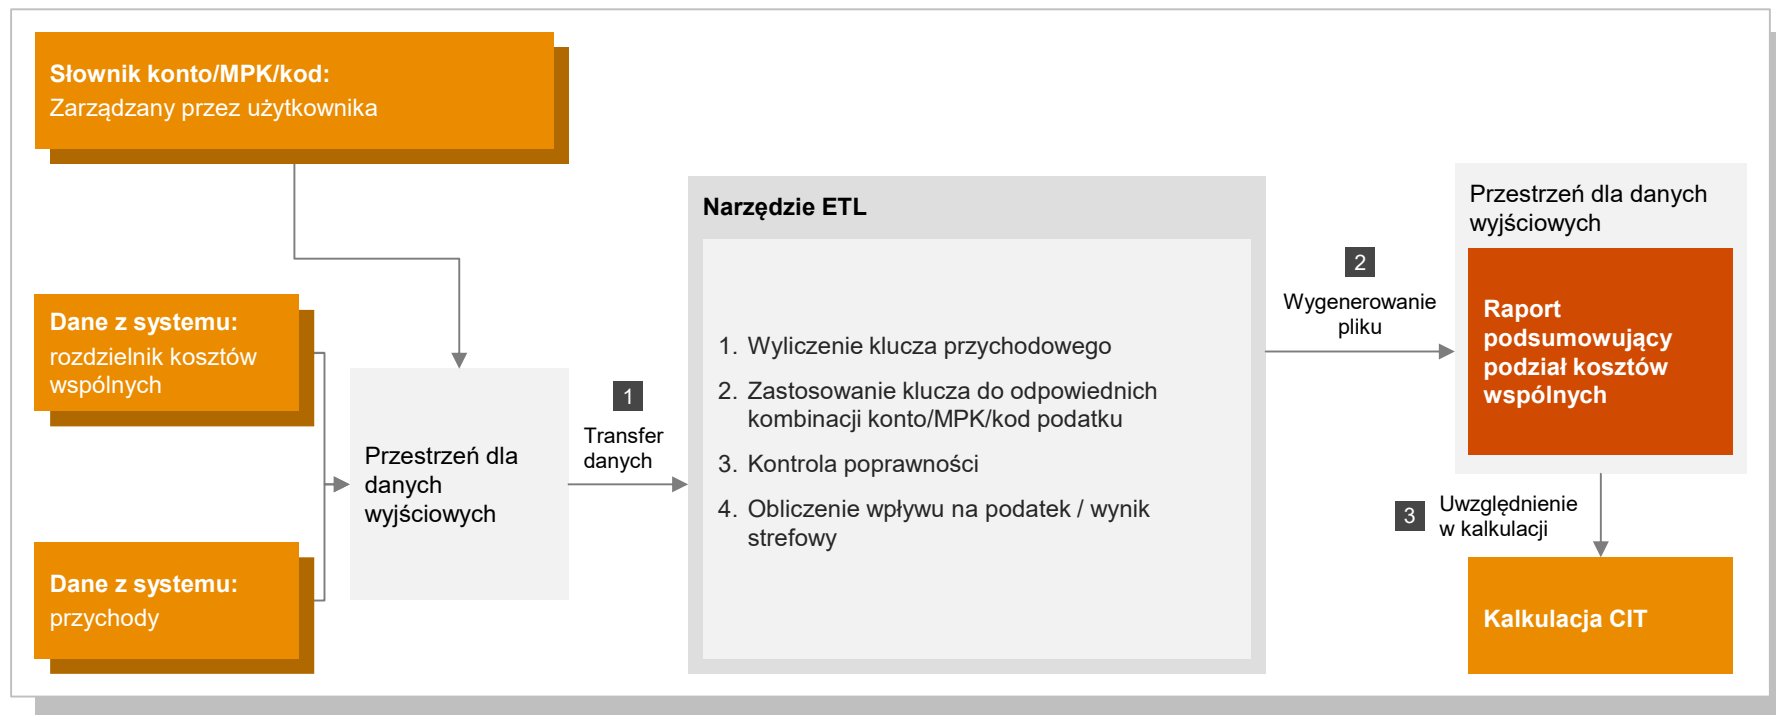 Słownik konto/MPK/kod:
Zarządzany przez użytkownika
Dane z systemu:
rozdzielnik kosztów
wspólnych
Dane z systemu:
przychody
Przestrzeń dla
danych
wyjściowych
1
Transfer
danych
Narzędzie ETL
1. Wyliczenie klucza przychodowego
2. Zastosowanie klucza do odpowiednich
kombinacji konto/MPK/kod podatku
3. Kontrola poprawności
4. Obliczenie wpływu na podatek / wynik
strefowy
2
Wygenerowanie
pliku
Przestrzeń dla danych
wyjściowych
Raport
podsumowujący
podział kosztów
wspólnych
3
Uwzględnienie
w kalkulacji
Kalkulacja CIT